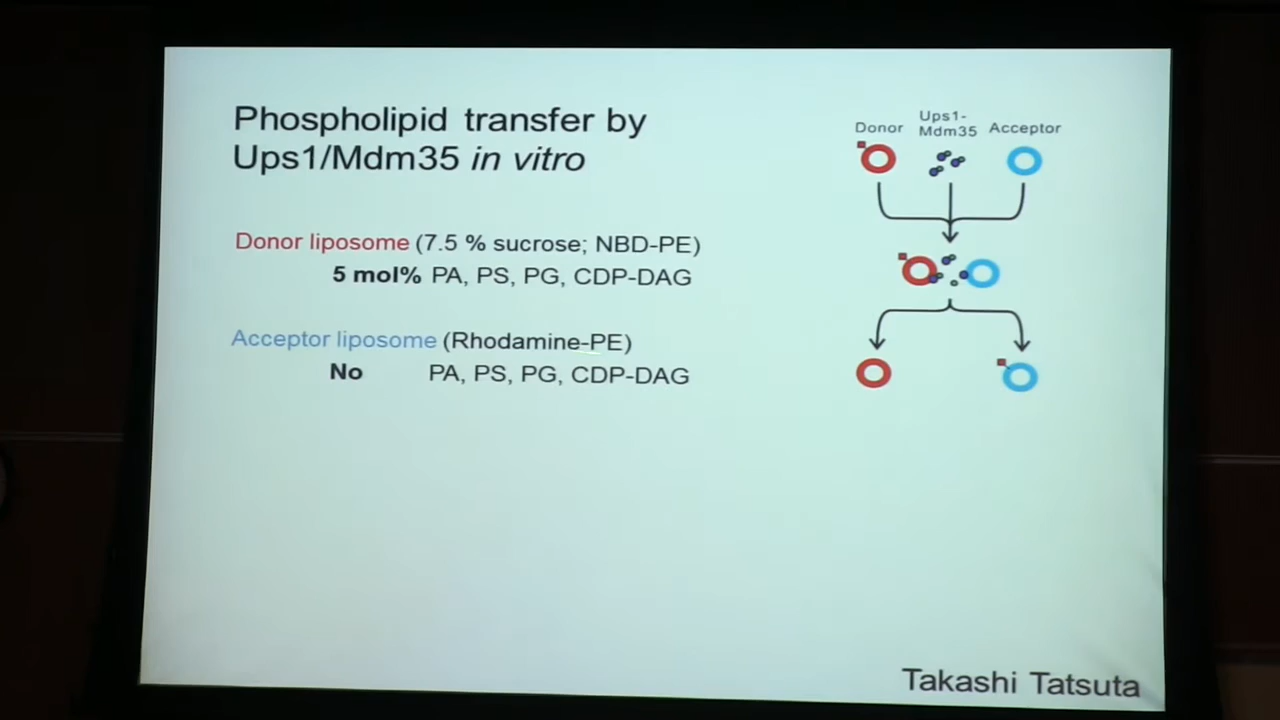 Phospholipid transfer by
Ups1/Mdm35 in vitro
Donor liposome (7.5 % sucrose; NBD-PE)
5 mol% PA, PS, PG, CDP-DAG
Acceptor liposome (Rhodamine-PE)
No PA, PS, PG, CDP-DAG
Donor
Ups1-
Mdm35
Acceptor
Takashi Tatsuta